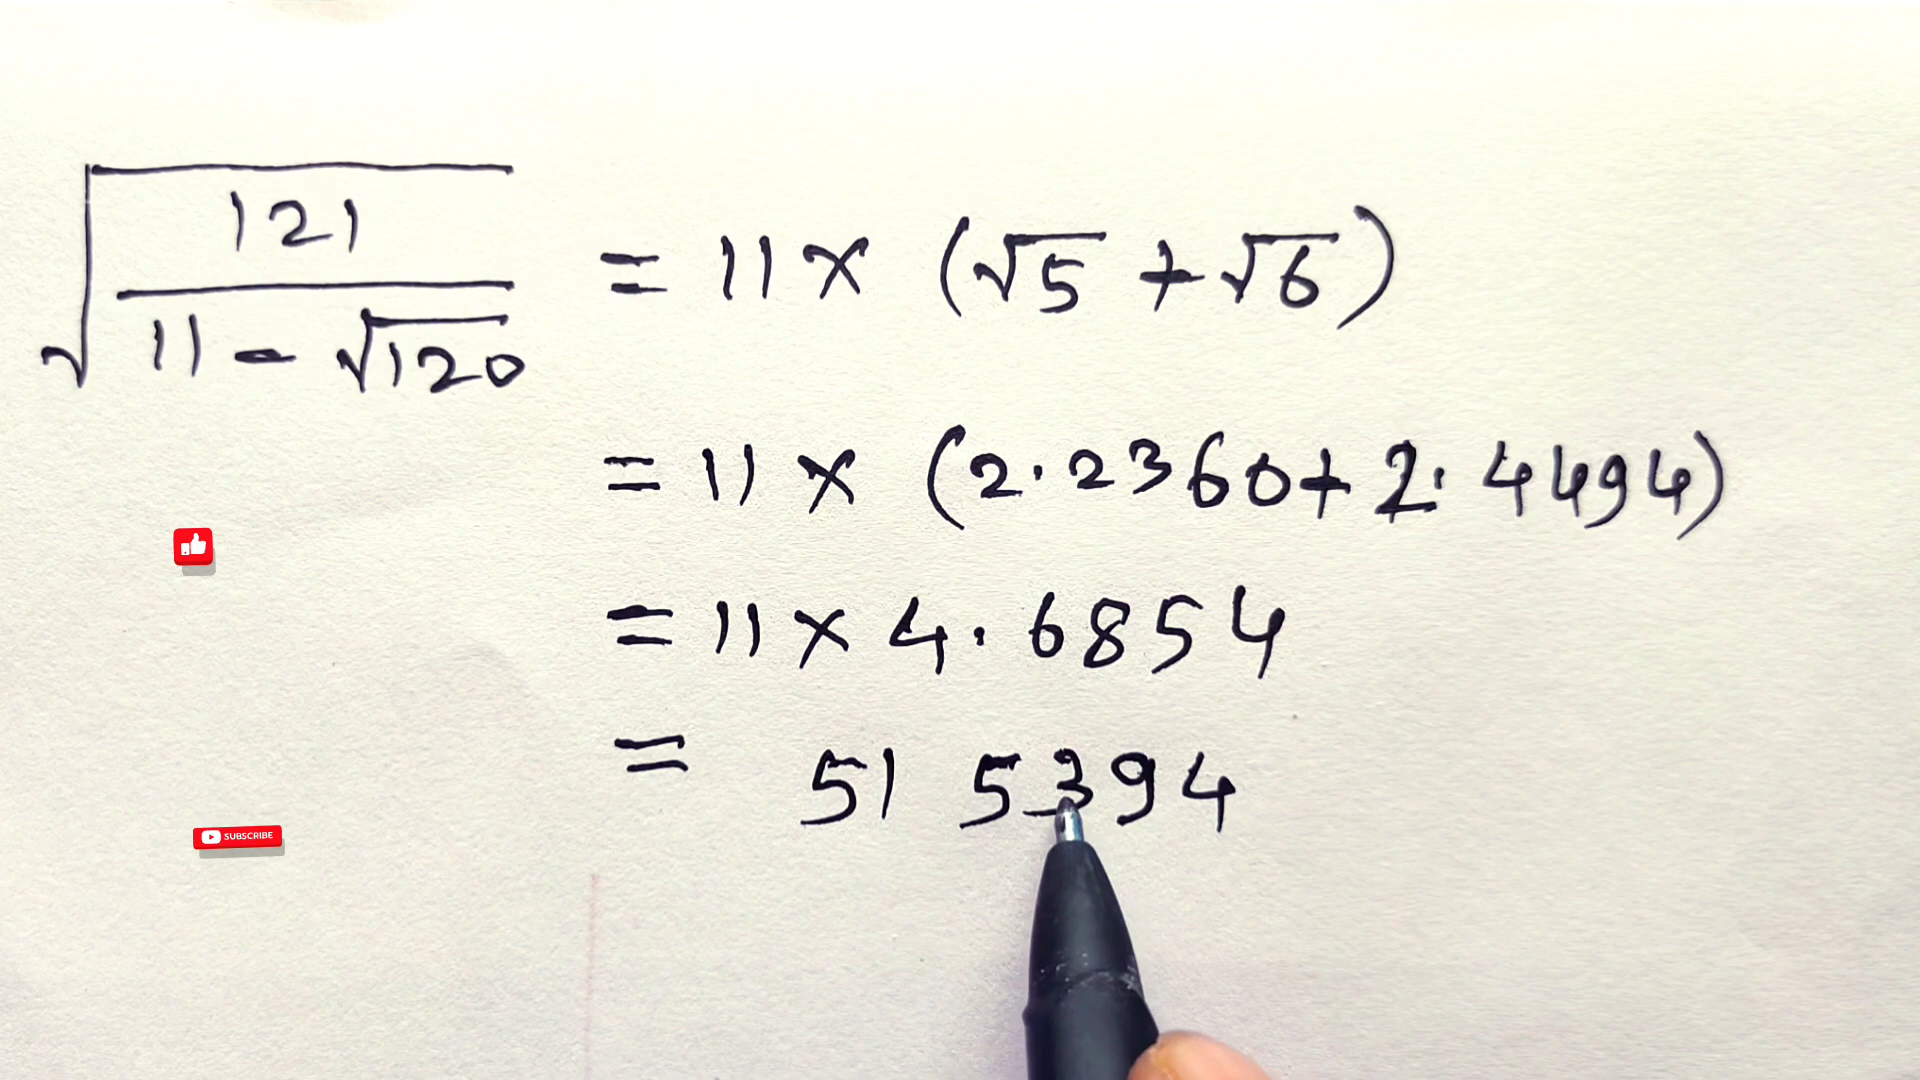 √(121 / (11 - √120)) = 11 × (√5 + √6)
= 11 × (2.2360 + 2.4494)
= 11 × 4.6854
= 51 5394
SUBSCRIBE